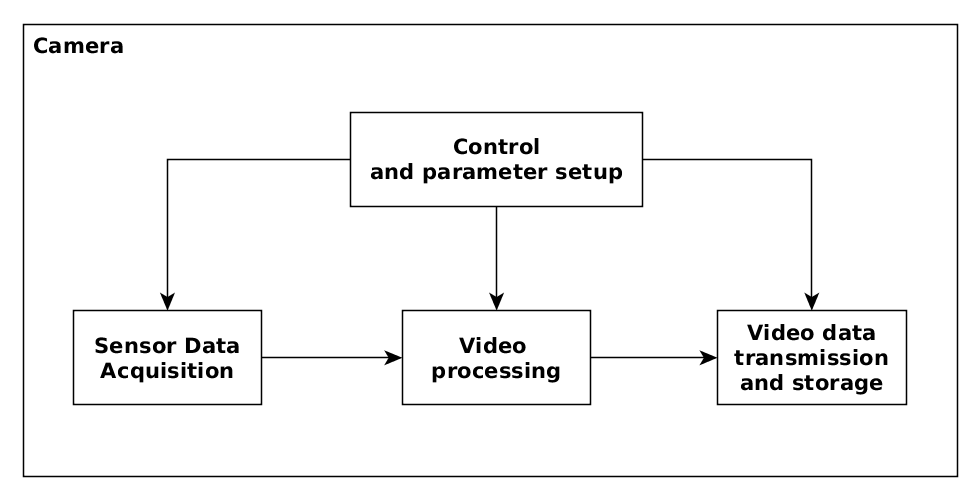 Camera
Control
and parameter setup
Sensor Data
Acquisition
Video
processing
Video data
transmission
and storage